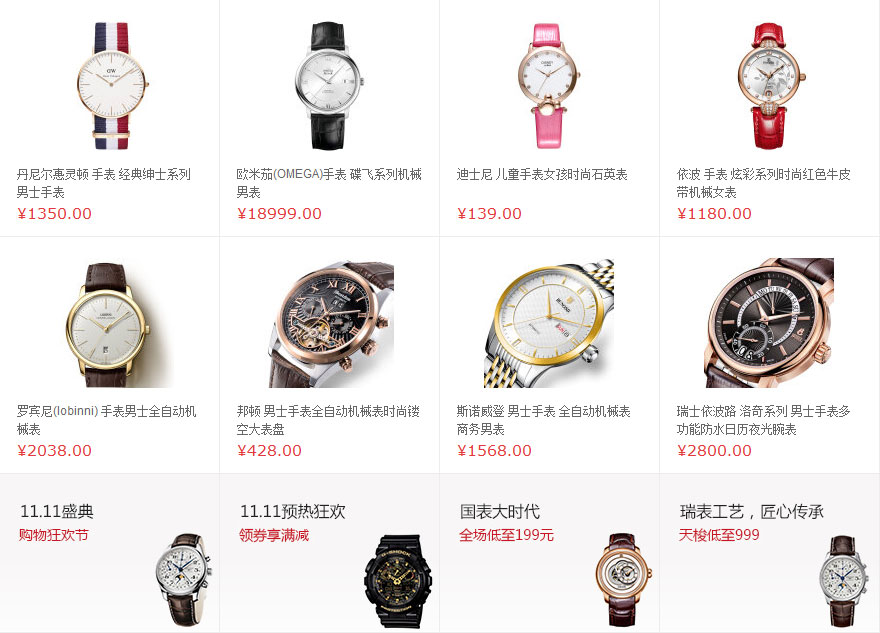 丹尼尔惠灵顿 手表 经典绅士系列
男士手表
¥1350.00
欧米茄(OMEGA)手表 碟飞系列机械
男表
¥18999.00
迪士尼 儿童手表女孩时尚石英表
¥139.00
依波 手表 炫彩系列时尚红色牛皮
带机械女表
¥1180.00
罗宾尼(lobinni) 手表男士全自动机
械表
¥2038.00
邦顿 男士手表全自动机械表时尚镂
空大表盘
¥428.00
斯诺威登 男士手表 全自动机械表
商务男表
¥1568.00
瑞士依波路 洛奇系列 男士手表多
功能防水日历夜光腕表
¥2800.00
11.11盛典
购物狂欢节
11.11预热狂欢
领券享满减
G-SHOCK
国表大时代
全场低至199元
瑞表工艺，匠心传承
天梭低至999